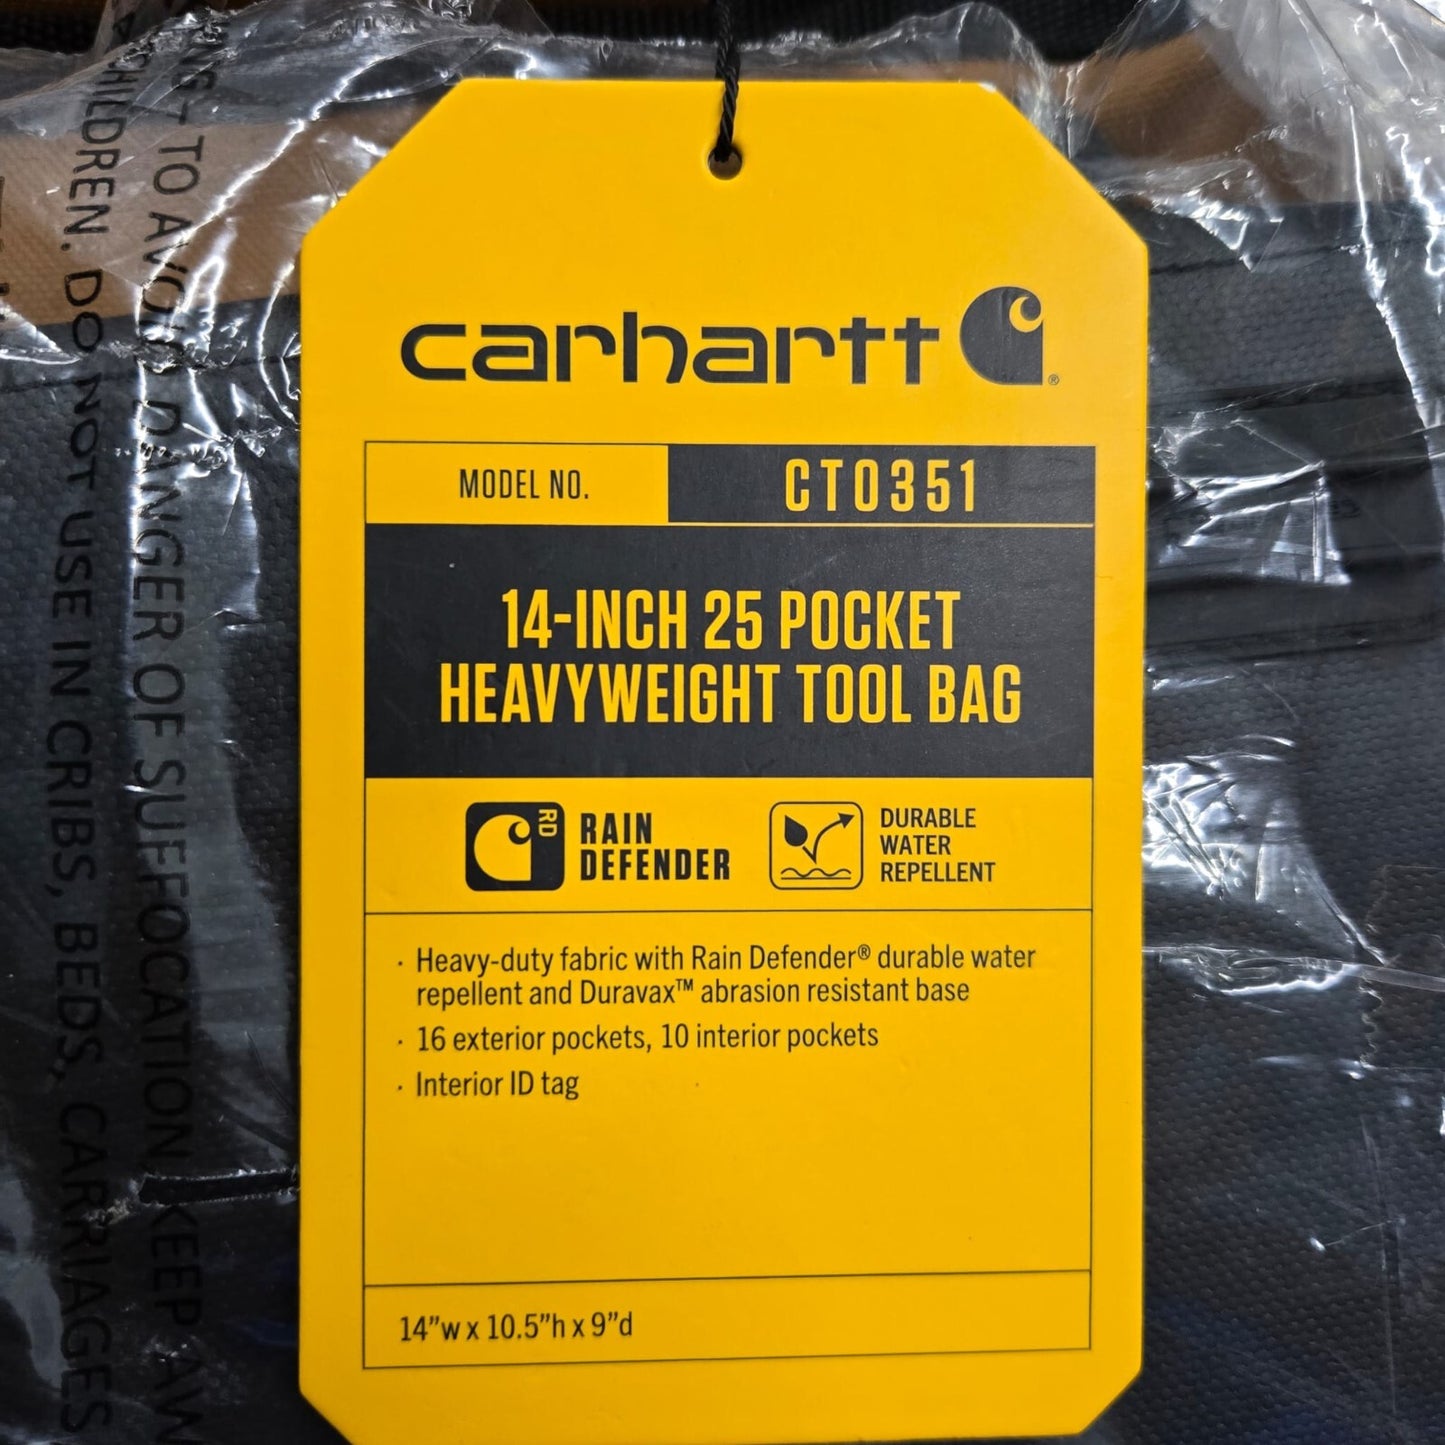 carhartt
®
MODEL NO. CT0351
14-INCH 25 POCKET
HEAVYWEIGHT TOOL BAG
RD
RAIN
DEFENDER
DURABLE
WATER
REPELLENT
· Heavy-duty fabric with Rain Defender® durable water
repellent and Duravax™ abrasion resistant base
· 16 exterior pockets, 10 interior pockets
· Interior ID tag
14”w x 10.5”h x 9”d
TO AVOID DANGER OF SUFFOCATION KEEP
CHILDREN. DO NOT USE IN CRIBS, BEDS, CARRIAGES